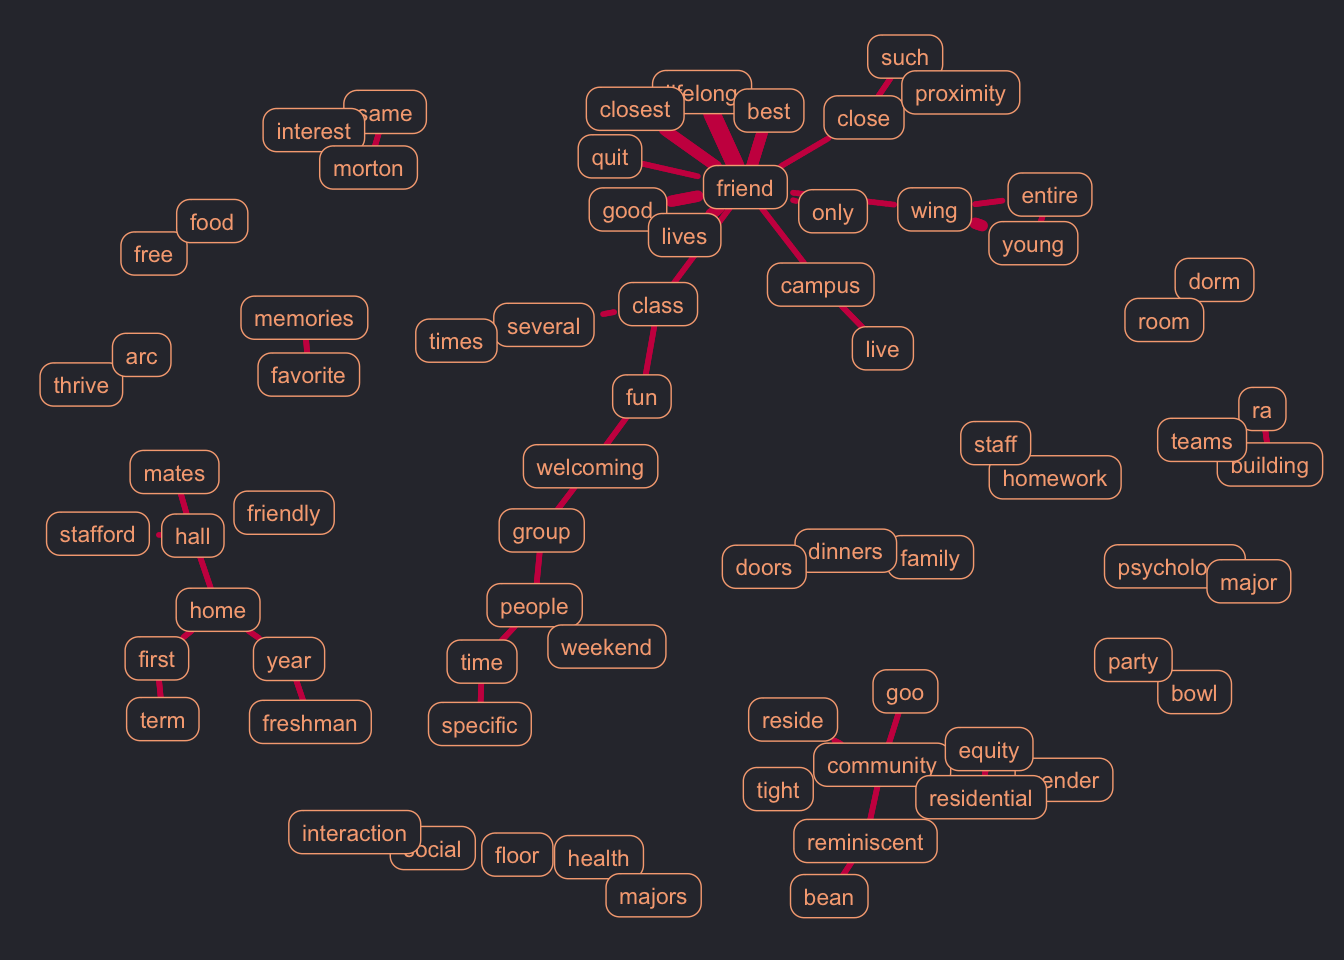 such
lifelong
proximity
closest
best
same
close
interest
quit
morton
friend
entire
good
only
wing
food
lives
young
free
dorm
campus
memories
class
room
several
times
live
arc
favorite
thrive
fun
ra
teams
staff
building
welcoming
mates
homework
friendly
group
stafford
hall
dinners
family
doors
psycholo
major
people
home
weekend
first
year
time
party
goo
bowl
term
reside
freshman
specific
equity
community
ender
tight
residential
interaction
reminiscent
social
floor
health
majors
bean